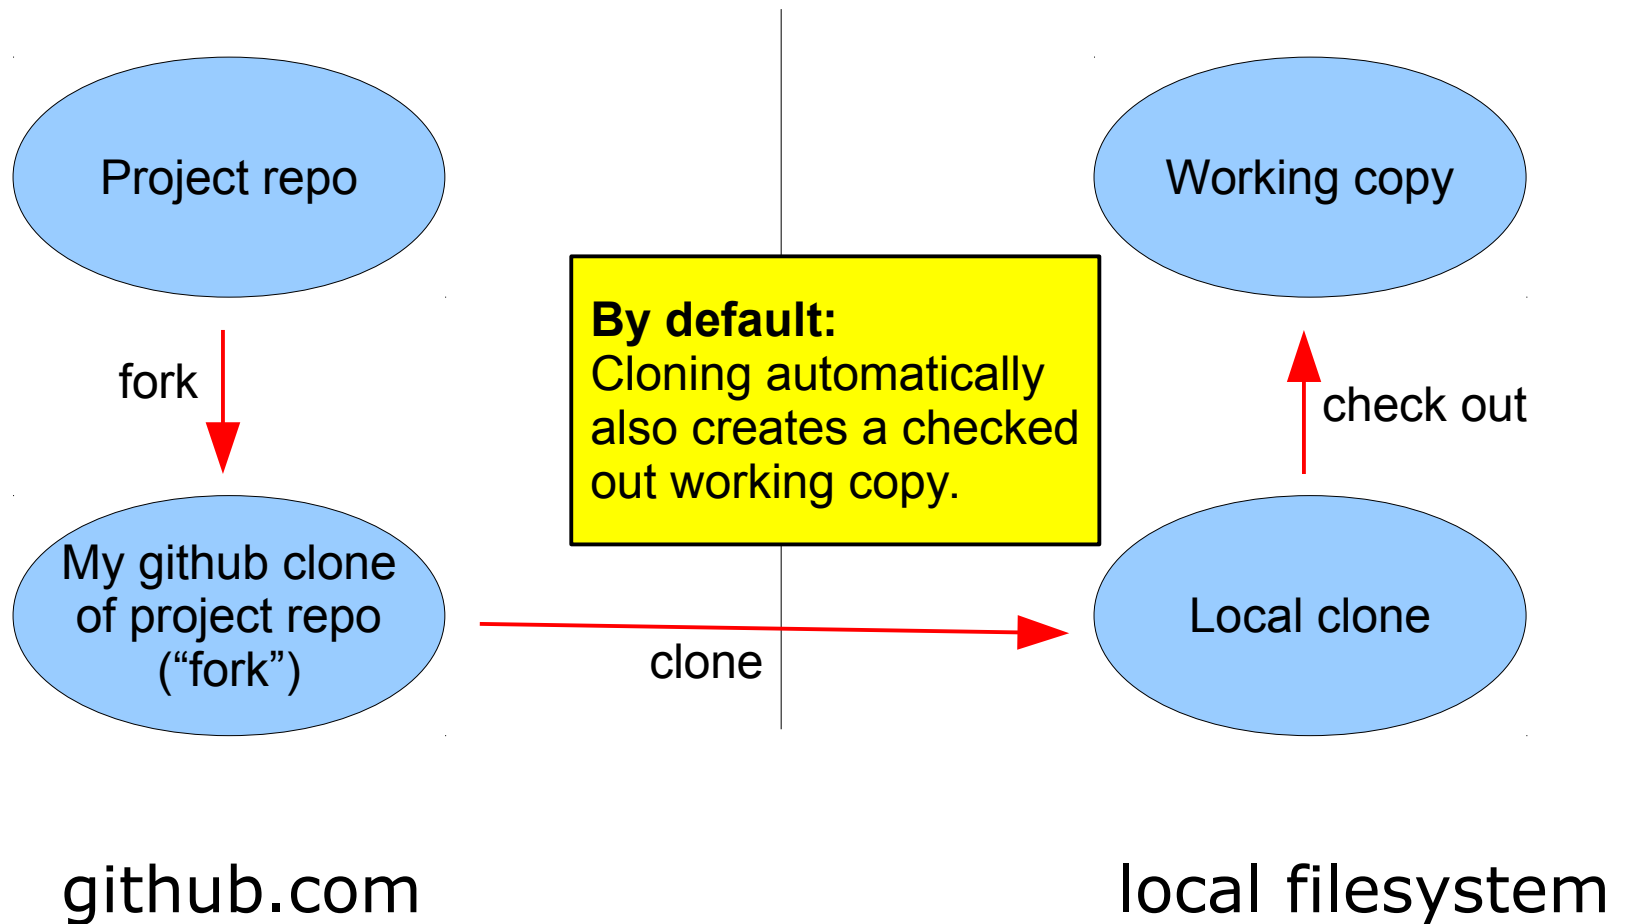 Project repo
Working copy
By default:
Cloning automatically
also creates a checked
out working copy.
fork
check out
My github clone
of project repo
(“fork”)
Local clone
clone
github.com
local filesystem